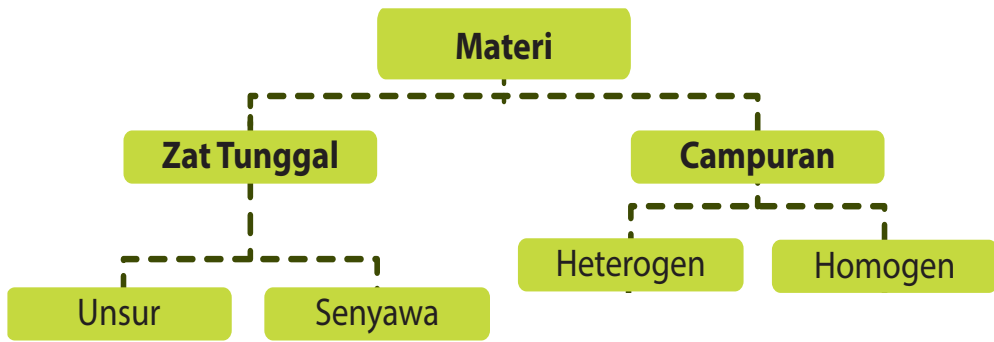 Materi
Zat Tunggal
Campuran
Heterogen
Homogen
Unsur
Senyawa